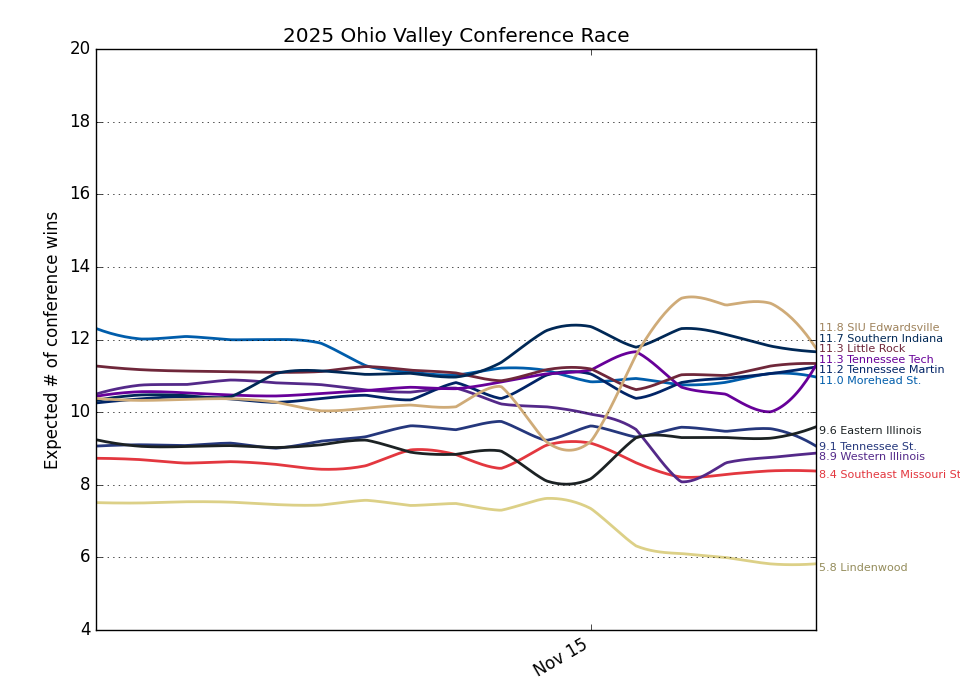 2025 Ohio Valley Conference Race
Expected # of conference wins
20
18
16
14
12
10
8
6
4
Nov 15
11.8 SIU Edwardsville
11.7 Southern Indiana
11.3 Little Rock
11.3 Tennessee Tech
11.2 Tennessee Martin
11.0 Morehead St.
9.6 Eastern Illinois
9.1 Tennessee St.
8.9 Western Illinois
8.4 Southeast Missouri St
5.8 Lindenwood